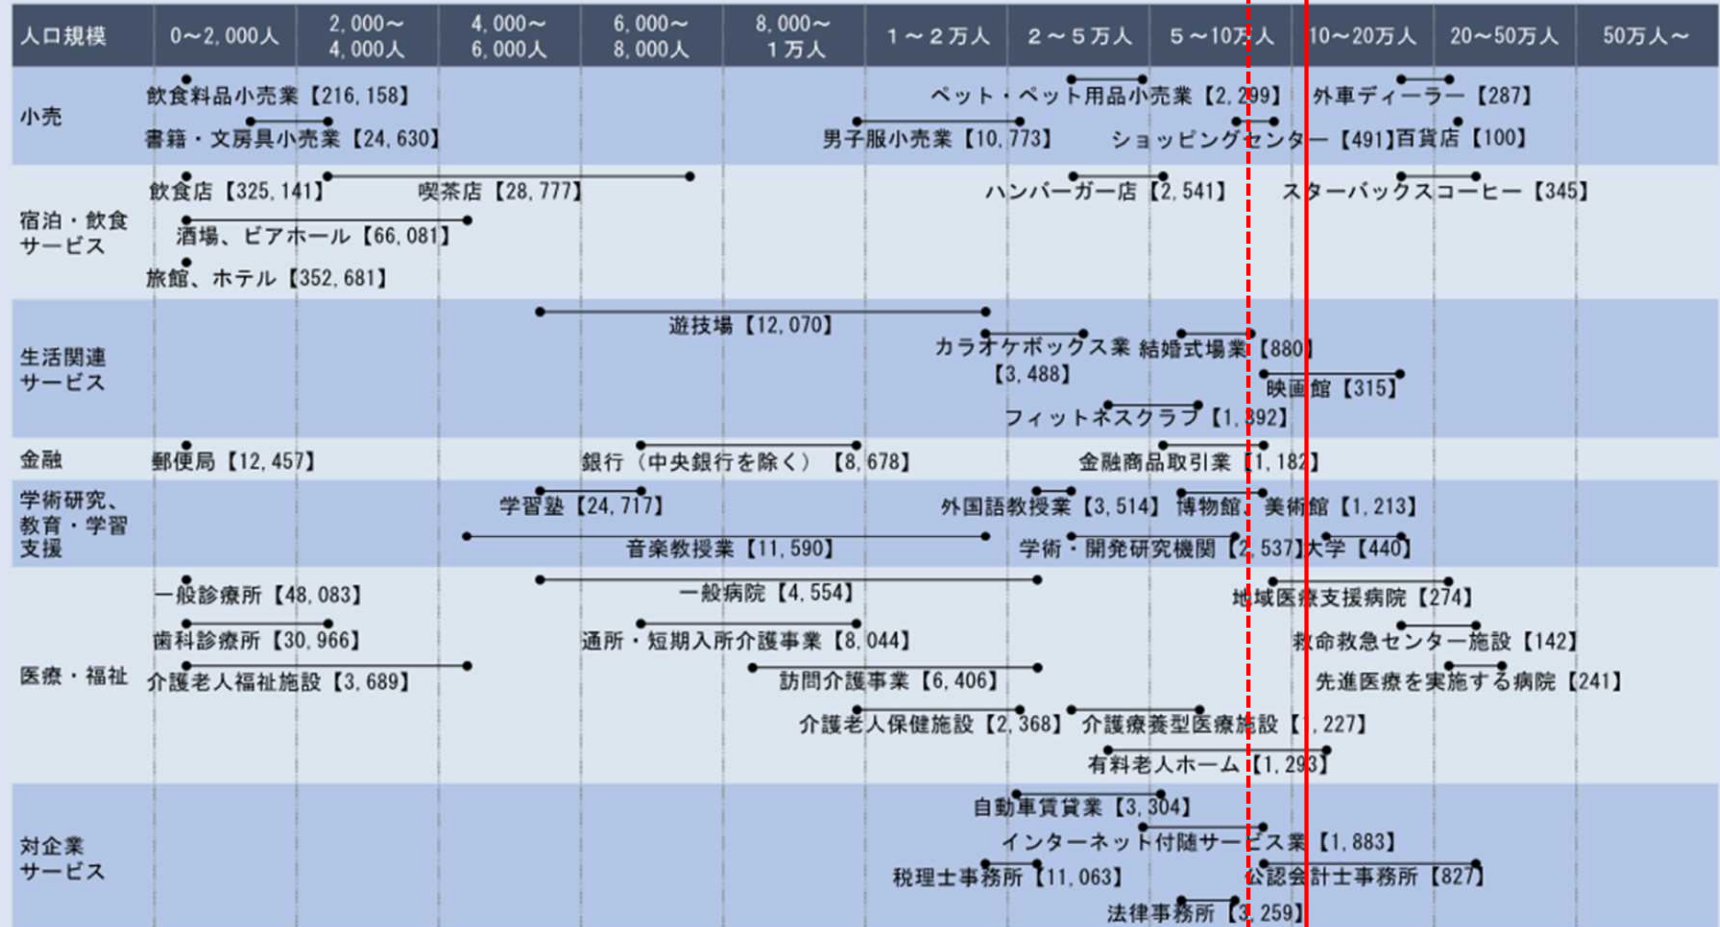 人口規模
0～2,000人
2,000～
4,000人
4,000～
6,000人
6,000～
8,000人
8,000～
1万人
1～2万人
2～5万人
5～10万人
10～20万人
20～50万人
50万人～
小売
飲食料品小売業【216,158】
ペット・ペット用品小売業【2,299】
外車ディーラー【287】
書籍・文房具小売業【24,630】
男子服小売業【10,773】
ショッピングセンター【491】
百貨店【100】
宿泊・飲食
サービス
飲食店【325,141】
喫茶店【28,777】
ハンバーガー店【2,541】
スターバックスコーヒー【345】
酒場、ビアホール【66,081】
旅館、ホテル【352,681】
生活関連
サービス
遊技場【12,070】
カラオケボックス業
【3,488】
結婚式場業【880】
映画館【315】
フィットネスクラブ【1,892】
金融
郵便局【12,457】
銀行（中央銀行を除く）【8,678】
金融商品取引業【1,182】
学術研究、
教育・学習
支援
学習塾【24,717】
外国語教授業【3,514】
博物館、美術館【1,213】
音楽教授業【11,590】
学術・開発研究機関【2,537】
大学【440】
医療・福祉
一般診療所【48,083】
一般病院【4,554】
地域医療支援病院【274】
歯科診療所【30,966】
通所・短期入所介護事業【8,044】
救命救急センター施設【142】
介護老人福祉施設【3,689】
訪問介護事業【6,406】
先進医療を実施する病院【241】
介護老人保健施設【2,368】
介護療養型医療施設【1,227】
有料老人ホーム【1,293】
対企業
サービス
自動車賃貸業【3,304】
インターネット付随サービス業【1,883】
税理士事務所【11,063】
公認会計士事務所【827】
法律事務所【3,259】